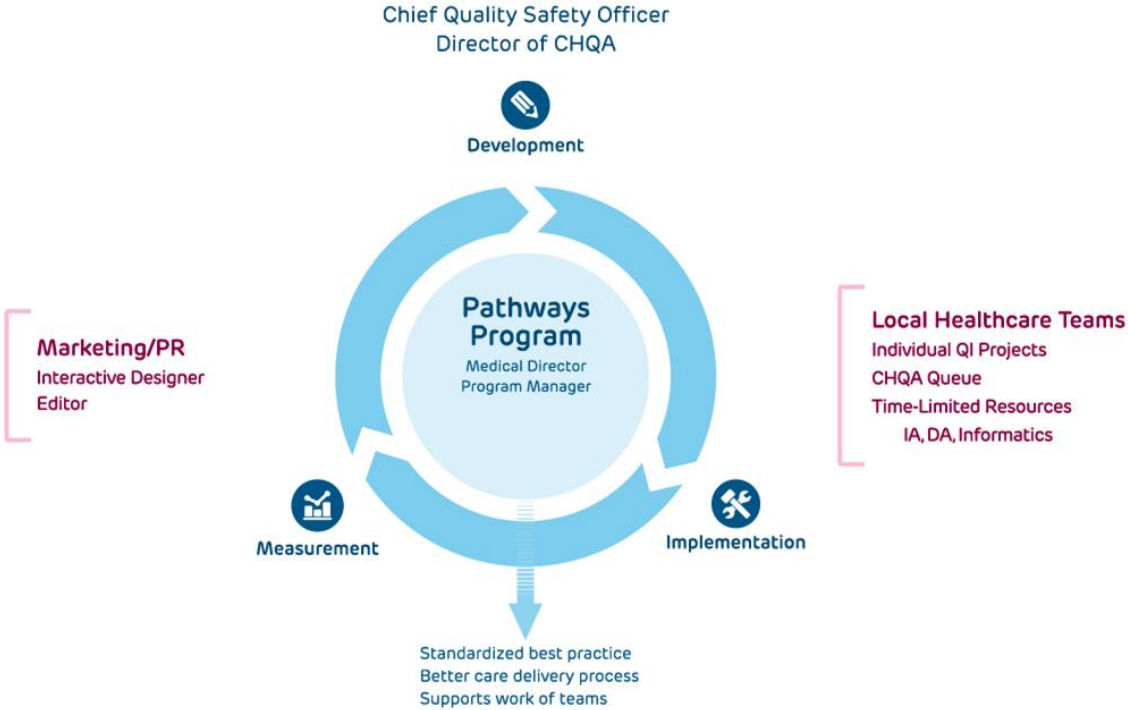 Chief Quality Safety Officer
Director of CHQA
Development
Pathways
Program
Medical Director
Program Manager
Marketing/PR
Interactive Designer
Editor
Local Healthcare Teams
Individual QI Projects
CHQA Queue
Time-Limited Resources
IA, DA, Informatics
Measurement
Implementation
Standardized best practice
Better care delivery process
Supports work of teams